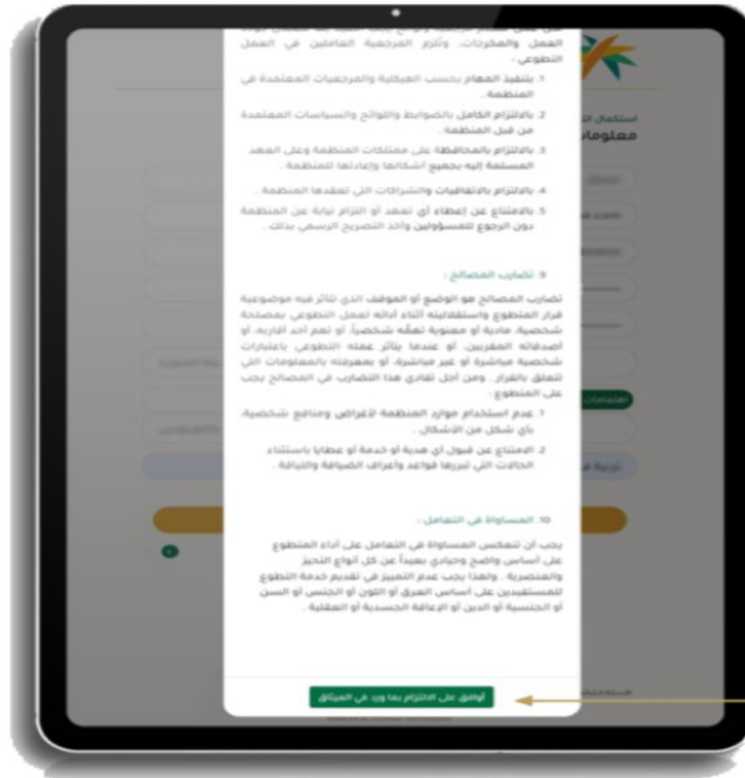 العمل والمخرجات، وتُلزم المرجعية العاملين في العمل
التطوعي :
1. بتنفيذ المهام بحسب الهيكلية والمرجعيات المعتمدة في
المنظمة .
2. بالالتزام الكامل بالضوابط واللوائح والسياسات المعتمدة
من قبل المنظمة .
3. بالالتزام بالمحافظة على ممتلكات المنظمة وعلى العهد
المسلمة إليه بجميع أشكالها وإعادتها للمنظمة .
4. بالالتزام بالاتفاقيات والشراكات التي تعقدها المنظمة .
5. بالامتناع عن إعطاء أي تعهد أو التزام نيابة عن المنظمة
دون الرجوع للمسؤولين وأخذ التصريح الرسمي بذلك .
9. تضارب المصالح :
تضارب المصالح هو الوضع أو الموقف الذي تتأثر فيه موضوعية
قرار المتطوع واستقلاليته أثناء أدائه لعمل التطوعي بمصلحة
شخصية، مادية أو معنوية تهمّه شخصياً، أو تهم أحد أقاربه، أو
أصدقائه المقربين، أو عندما يتأثر عمله التطوعي باعتبارات
شخصية مباشرة أو غير مباشرة، أو بمعرفته بالمعلومات التي
تتعلق بالقرار . ومن أجل تفادي هذا التضارب في المصالح يجب
على المتطوع :
1. عدم استخدام موارد المنظمة لأغراض ومنافع شخصية،
بأي شكل من الأشكال .
2. الامتناع عن قبول أي هدية أو خدمة أو عطايا باستثناء
الحالات التي تبررها قواعد وأعراف الضيافة واللياقة .
10. المساواة في التعامل :
يجب أن تنعكس المساواة في التعامل على أداء المتطوع
على أساس واضح وحيادي بعيداً عن كل أنواع التحيز
والعنصرية . ولهذا يجب عدم التمييز في تقديم خدمة التطوع
للمستفيدين على أساس العرق أو اللون أو الجنس أو السن
أو الجنسية أو الدين أو الإعاقة الجسدية أو العقلية .
أوافق على الالتزام بما ورد في الميثاق
استكمال